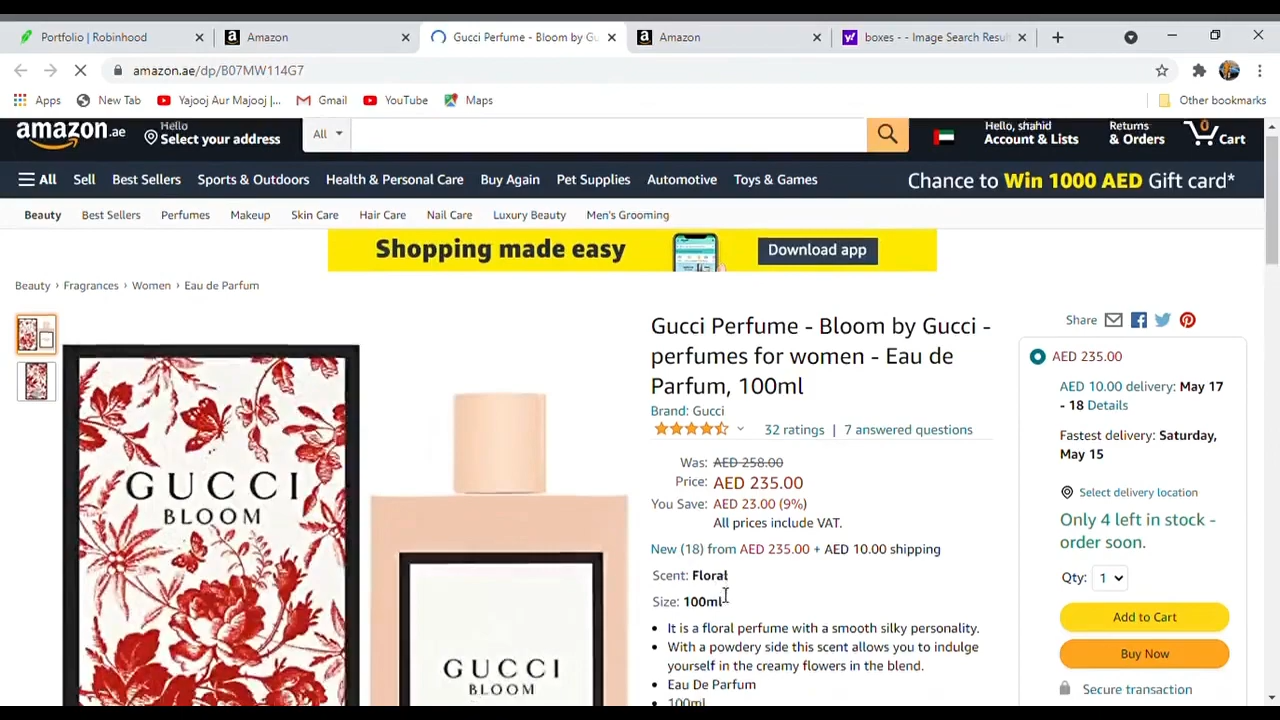 Portfolio | Robinhood
Amazon
Gucci Perfume - Bloom by Gu
Amazon
boxes - - Image Search Resul
amazon.ae/dp/B07MW114G7
Apps
New Tab
Yajooj Aur Majooj |...
Gmail
YouTube
Maps
Other bookmarks
amazon.ae
Hello
Select your address
All
Hello, shahid
Account & Lists
Returns
& Orders
0
Cart
All
Sell
Best Sellers
Sports & Outdoors
Health & Personal Care
Buy Again
Pet Supplies
Automotive
Toys & Games
Chance to Win 1000 AED Gift card*
Beauty
Best Sellers
Perfumes
Makeup
Skin Care
Hair Care
Nail Care
Luxury Beauty
Men's Grooming
Shopping made easy
Download app
Beauty › Fragrances › Women › Eau de Parfum
GUCCI
BLOOM
GUCCI
BLOOM
Gucci Perfume - Bloom by Gucci -
perfumes for women - Eau de
Parfum, 100ml
Brand: Gucci
32 ratings | 7 answered questions
Was: AED 258.00
Price: AED 235.00
You Save: AED 23.00 (9%)
All prices include VAT.
New (18) from AED 235.00 + AED 10.00 shipping
Scent: Floral
Size: 100ml
• It is a floral perfume with a smooth silky personality.
• With a powdery side this scent allows you to indulge
yourself in the creamy flowers in the blend.
• Eau De Parfum
• 100ml
Share
AED 235.00
AED 10.00 delivery: May 17
- 18 Details
Fastest delivery: Saturday,
May 15
Select delivery location
Only 4 left in stock -
order soon.
Qty: 1
Add to Cart
Buy Now
Secure transaction